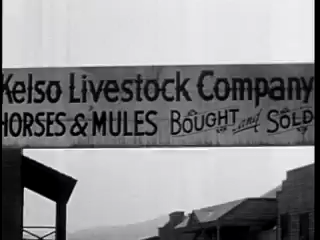 Kelso Livestock Company
HORSES & MULES BOUGHT and SOLD